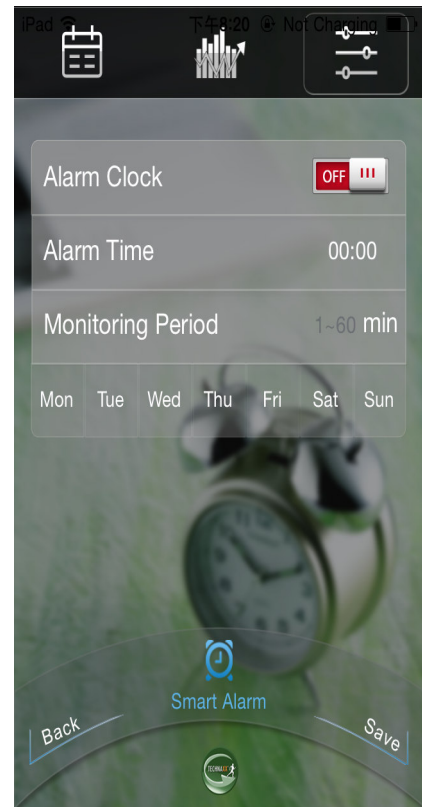 iPad 下午8:20 Not Charging
Alarm Clock OFF
Alarm Time 00:00
Monitoring Period 1~60 min
Mon Tue Wed Thu Fri Sat Sun
Smart Alarm
Back Save
TECHNAXX